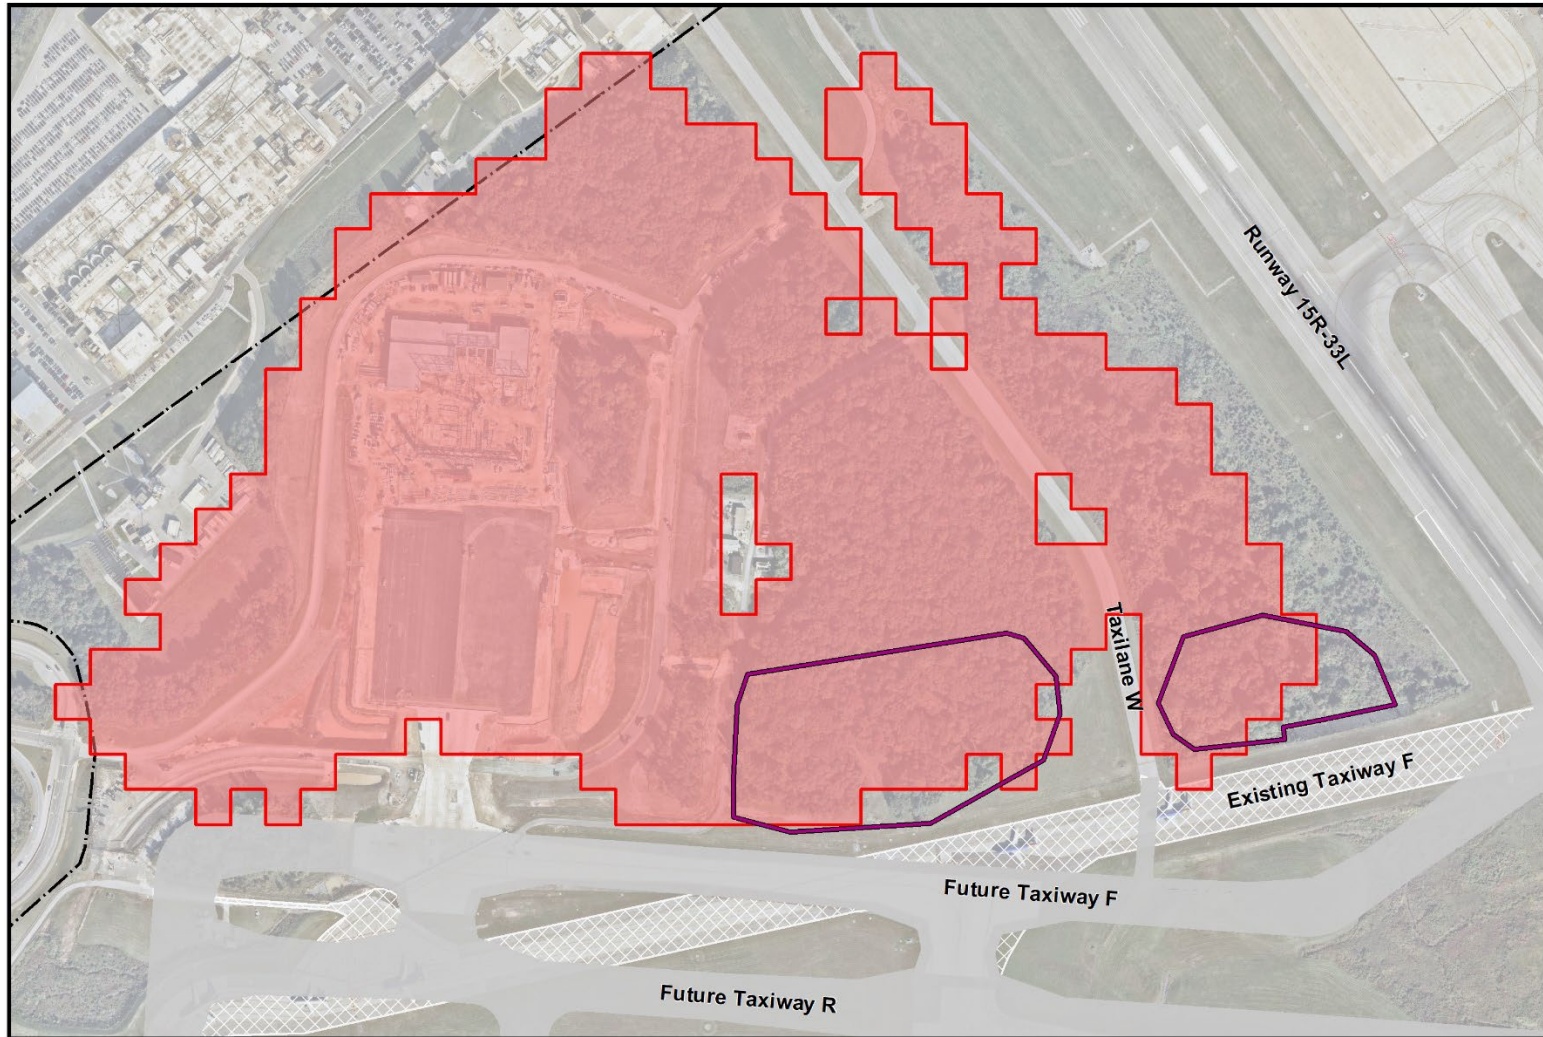 Runway 15R-33L
Taxilane W
Existing Taxiway F
Future Taxiway F
Future Taxiway R